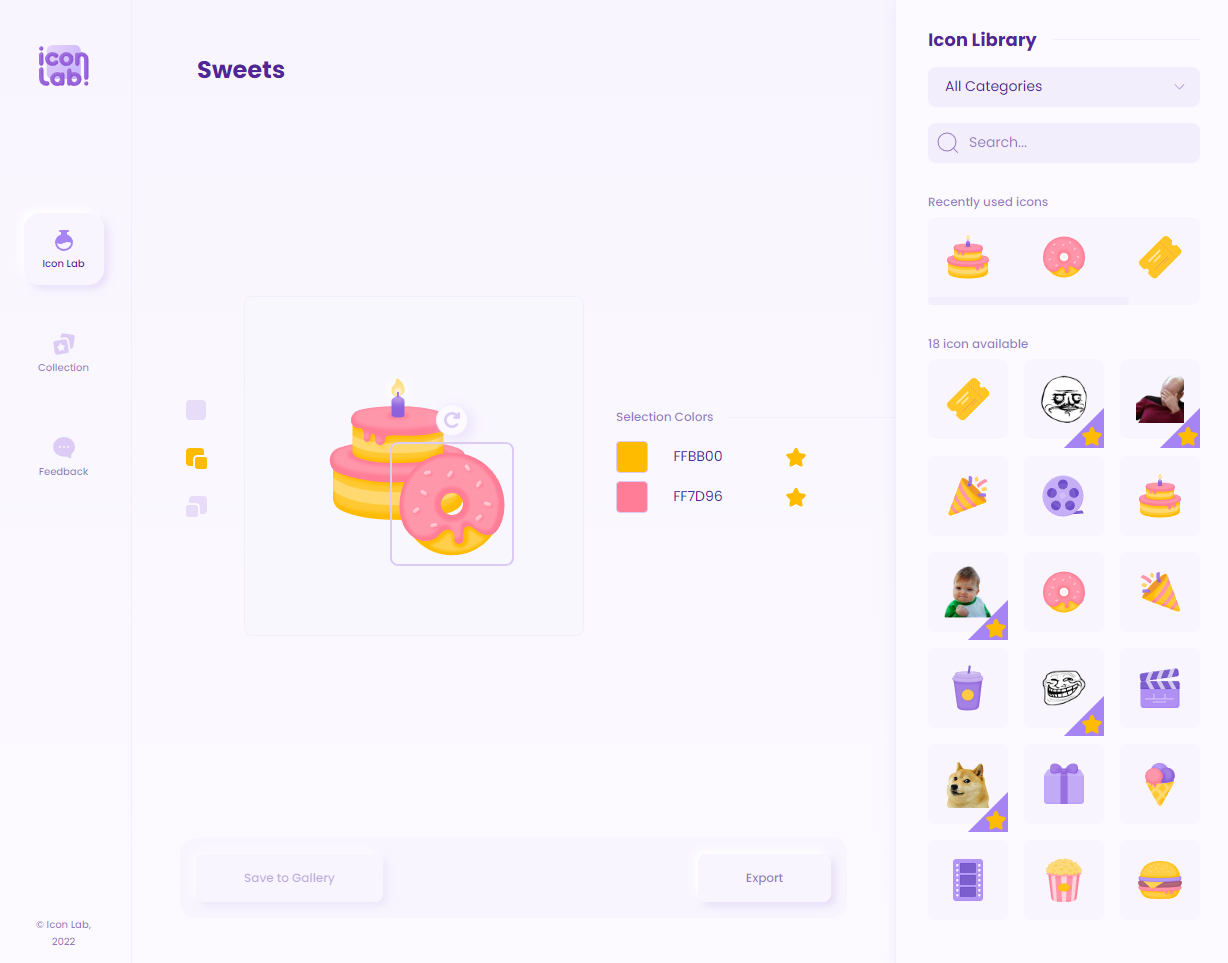 icon
Lab!
Sweets
Icon Lab
Collection
Feedback
Selection Colors
FFBB00
FF7D96
Save to Gallery
Export
© Icon Lab,
2022
Icon Library
All Categories
Search...
Recently used icons
18 icon available